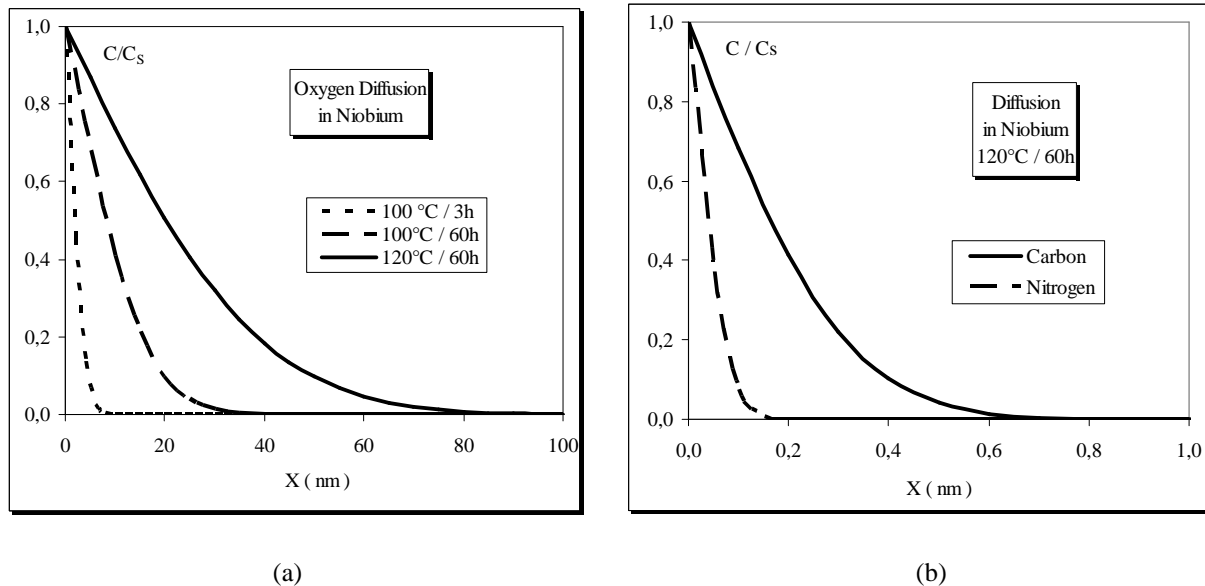 1,0
0,8
0,6
0,4
0,2
0,0
C/Cs
Oxygen Diffusion
in Niobium
100 °C / 3h
100°C / 60h
120°C / 60h
0 20 40 60 80 100
X ( nm )
(a)
1,0
0,8
0,6
0,4
0,2
0,0
C / Cs
Diffusion
in Niobium
120°C / 60h
Carbon
Nitrogen
0,0 0,2 0,4 0,6 0,8 1,0
X ( nm )
(b)